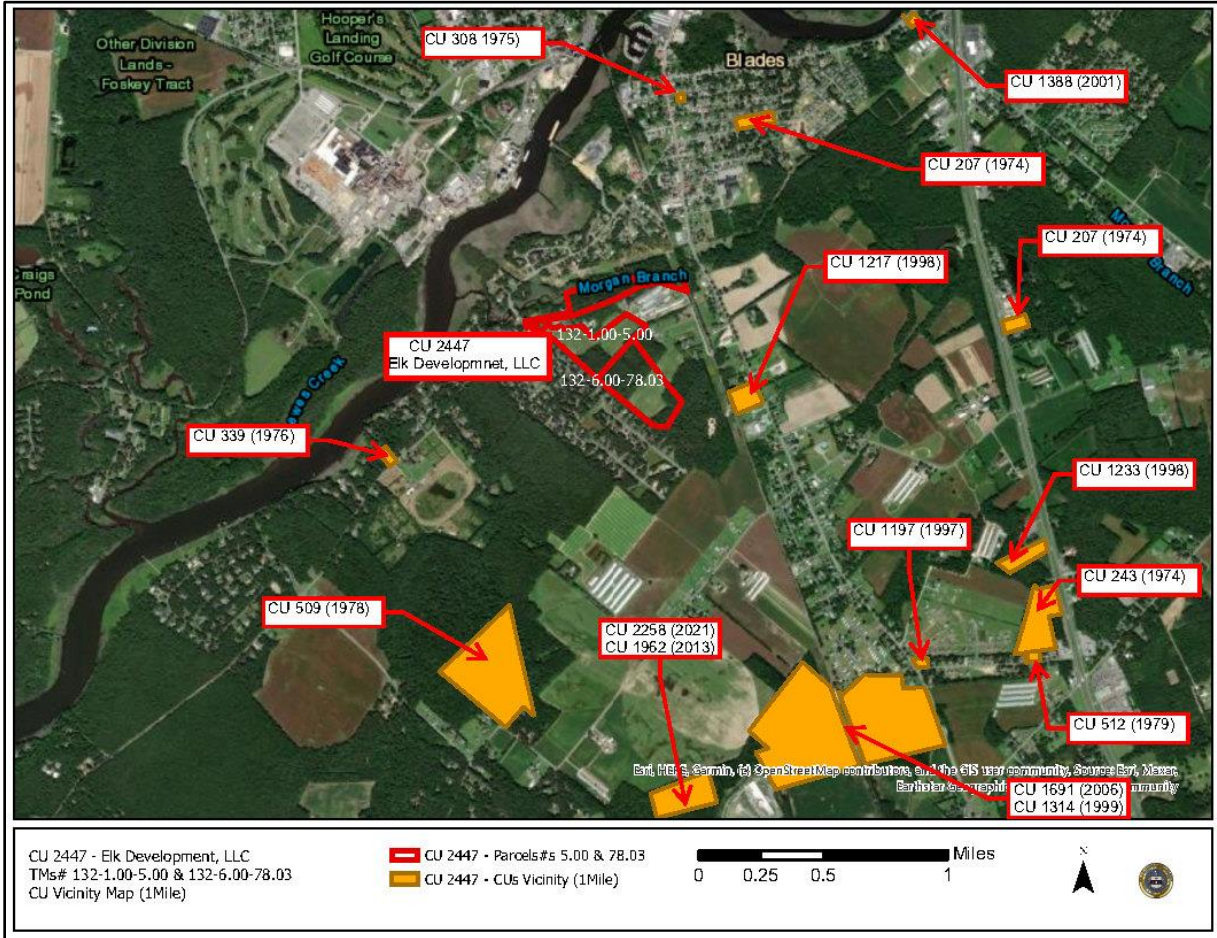 Other Division
Lands -
Foskey Tract
Hooper's
Landing
Golf Course
CU 308 1975)
Blades
CU 1388 (2001)
CU 207 (1974)
CU 207 (1974)
Branch
Craigs
Pond
Morgan Branch
CU 1217 (1998)
132-1.00-5.00
CU 2447
Elk Developmnet, LLC
132-6.00-78.03
Creek
CU 339 (1976)
CU 1233 (1998)
CU 1197 (1997)
CU 243 (1974)
CU 509 (1978)
CU 2258 (2021)
CU 1962 (2013)
CU 512 (1979)
Esri, HERE, Garmin, (c) OpenStreetMap contributors, and the GIS user community, Source: Esri, Maxar,
Earthstar
CU 1691 (2006)
CU 1314 (1999)
CU 2447 - Elk Development, LLC
TMs# 132-1.00-5.00 & 132-6.00-78.03
CU Vicinity Map (1Mile)
CU 2447 - Parcels#s 5.00 & 78.03
CU 2447 - CUs Vicinity (1Mile)
Miles
0 0.25 0.5 1
N